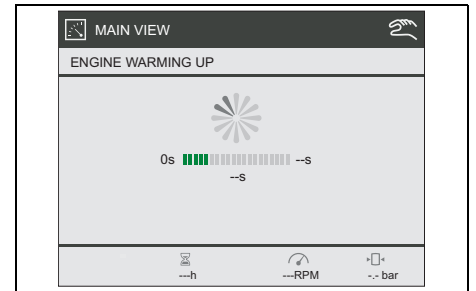 MAIN VIEW
ENGINE WARMING UP
0s --s
--s
---h ---RPM -.- bar